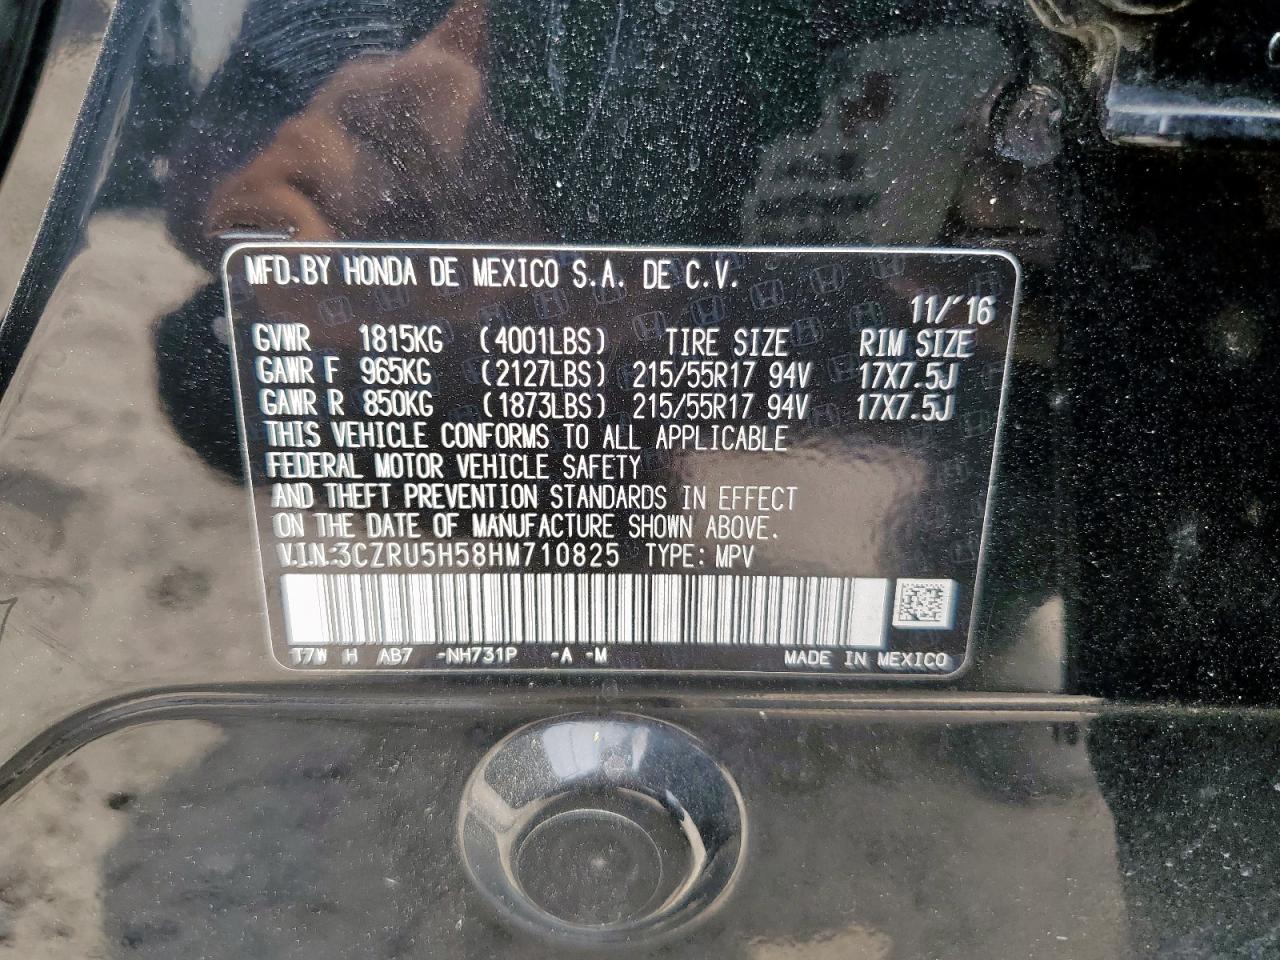 MFD.BY HONDA DE MEXICO S.A. DE C.V.
11/'16
GVWR 1815KG (4001LBS) TIRE SIZE RIM SIZE
GAWR F 965KG (2127LBS) 215/55R17 94V 17X7.5J
GAWR R 850KG (1873LBS) 215/55R17 94V 17X7.5J
THIS VEHICLE CONFORMS TO ALL APPLICABLE
FEDERAL MOTOR VEHICLE SAFETY
AND THEFT PREVENTION STANDARDS IN EFFECT
ON THE DATE OF MANUFACTURE SHOWN ABOVE.
V.I.N:3CZRU5H58HM710825 TYPE: MPV
T7W H AB7 -NH731P -A -M MADE IN MEXICO